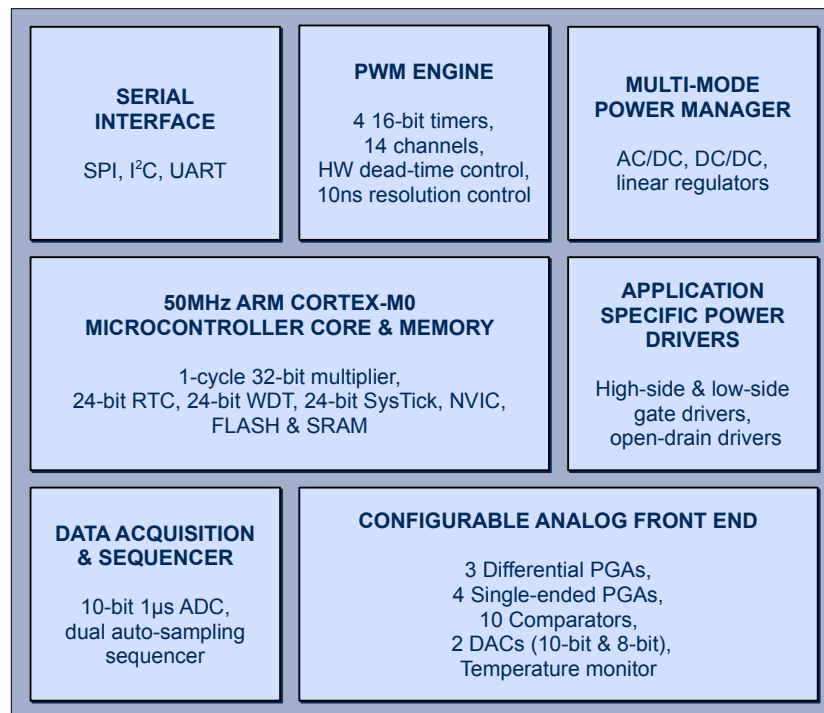 SERIAL
INTERFACE
SPI, I²C, UART
PWM ENGINE
4 16-bit timers,
14 channels,
HW dead-time control,
10ns resolution control
MULTI-MODE
POWER MANAGER
AC/DC, DC/DC,
linear regulators
50MHz ARM CORTEX-M0
MICROCONTROLLER CORE & MEMORY
1-cycle 32-bit multiplier,
24-bit RTC, 24-bit WDT, 24-bit SysTick, NVIC,
FLASH & SRAM
APPLICATION
SPECIFIC POWER
DRIVERS
High-side & low-side
gate drivers,
open-drain drivers
DATA ACQUISITION
& SEQUENCER
10-bit 1µs ADC,
dual auto-sampling
sequencer
CONFIGURABLE ANALOG FRONT END
3 Differential PGAs,
4 Single-ended PGAs,
10 Comparators,
2 DACs (10-bit & 8-bit),
Temperature monitor